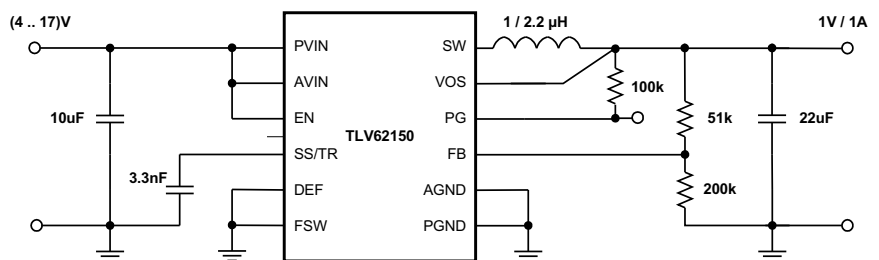 (4 .. 17)V
1 / 2.2 µH
1V / 1A
PVIN
SW
AVIN
VOS
100k
10uF
EN
PG
51k
22uF
TLV62150
SS/TR
FB
3.3nF
DEF
AGND
200k
FSW
PGND